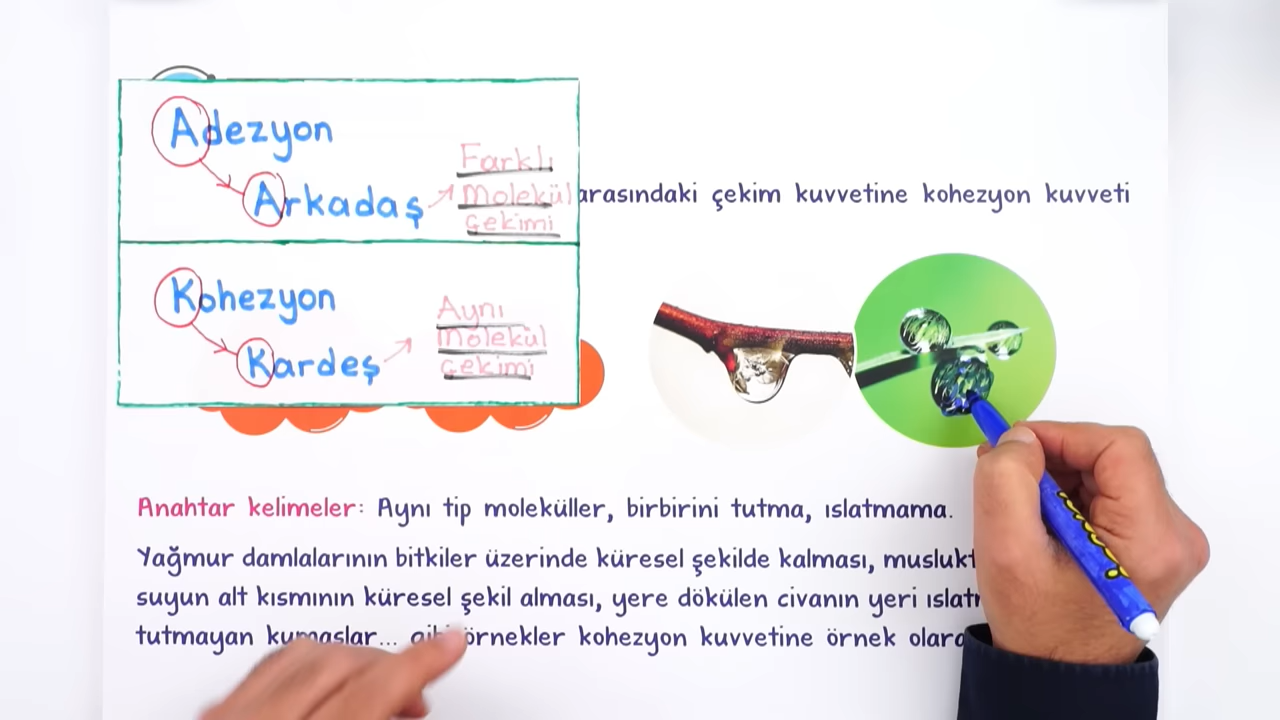 Adezyon
Arkadaş
Farklı
Molekül
çekimi
arasındaki çekim kuvvetine kohezyon kuvveti
Kohezyon
Kardeş
Aynı
Molekül
çekimi
Anahtar kelimeler: Aynı tip moleküller, birbirini tutma, ıslatmama.
Yağmur damlalarının bitkiler üzerinde küresel şekilde kalması, muslukt
suyun alt kısmının küresel şekil alması, yere dökülen civanın yeri ıslat
tutmayan kumaşlar... gibi örnekler kohezyon kuvvetine örnek olara